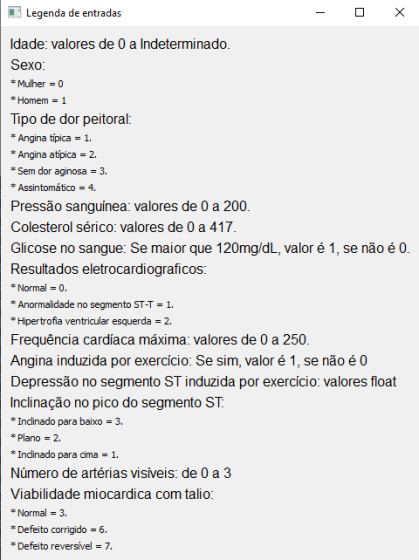 Legenda de entradas
Idade: valores de 0 a Indeterminado.
Sexo:
*Mulher = 0
*Homem = 1
Tipo de dor peitoral:
*Angina típica = 1.
*Angina atípica = 2.
*Sem dor aginosa = 3.
*Assintomático = 4.
Pressão sanguínea: valores de 0 a 200.
Colesterol sérico: valores de 0 a 417.
Glicose no sangue: Se maior que 120mg/dL, valor é 1, se não é 0.
Resultados eletrocardiograficos:
*Normal = 0.
*Anormalidade no segmento ST-T = 1.
*Hipertrofia ventricular esquerda = 2.
Frequência cardíaca máxima: valores de 0 a 250.
Angina induzida por exercício: Se sim, valor é 1, se não é 0
Depressão no segmento ST induzida por exercício: valores float
Inclinação no pico do segmento ST:
*Inclinado para baixo = 3.
*Plano = 2.
*Inclinado para cima = 1.
Número de artérias visíveis: de 0 a 3
Viabilidade miocardica com talio:
*Normal = 3.
*Defeito corrigido = 6.
*Defeito reversível = 7.